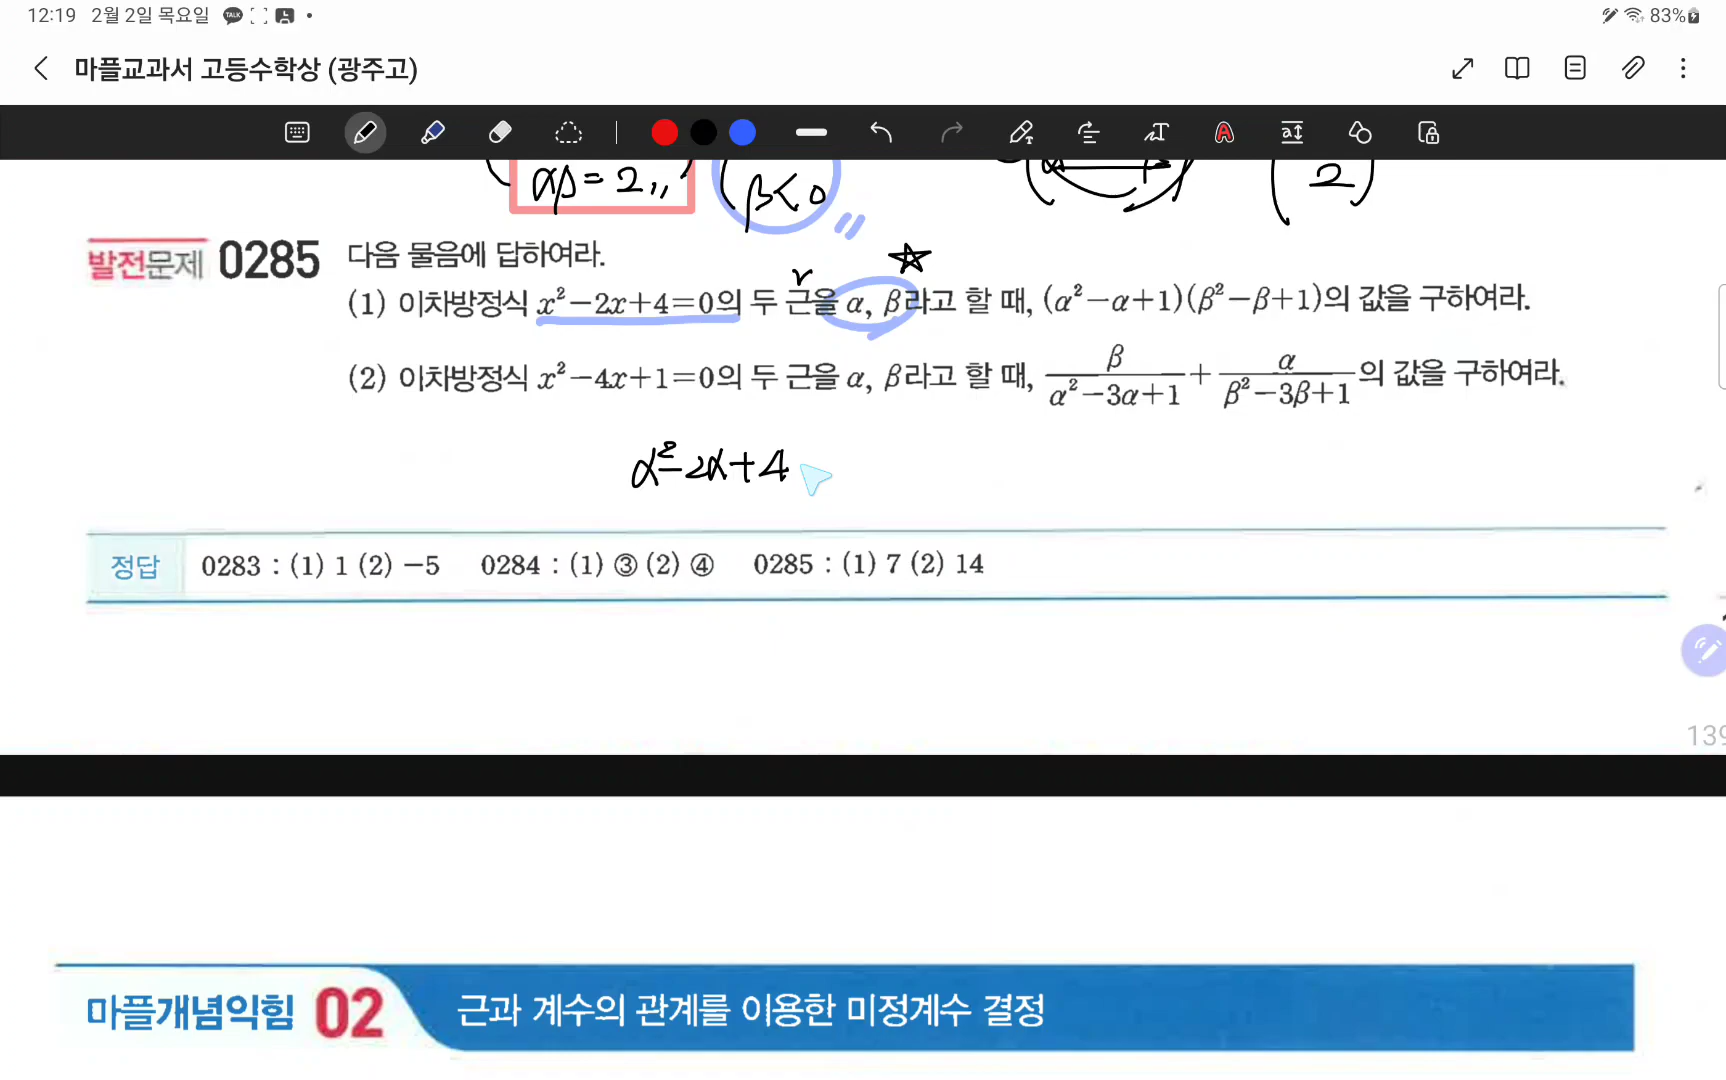 12:19 2월 2일 목요일 TALK 83%
마플교과서 고등수학상 (광주고)
αβ = 2 β<0 2
발전문제 0285 다음 물음에 답하여라.
(1) 이차방정식 x²−2x+4=0의 두 근을 α, β라고 할 때, (α²−α+1)(β²−β+1)의 값을 구하여라.
(2) 이차방정식 x²−4x+1=0의 두 근을 α, β라고 할 때, β/(α²−3α+1) + α/(β²−3β+1)의 값을 구하여라.
α²−2α+4
정답 0283 : (1) 1 (2) −5 0284 : (1) ③ (2) ④ 0285 : (1) 7 (2) 14
139
마플개념익힘 02 근과 계수의 관계를 이용한 미정계수 결정